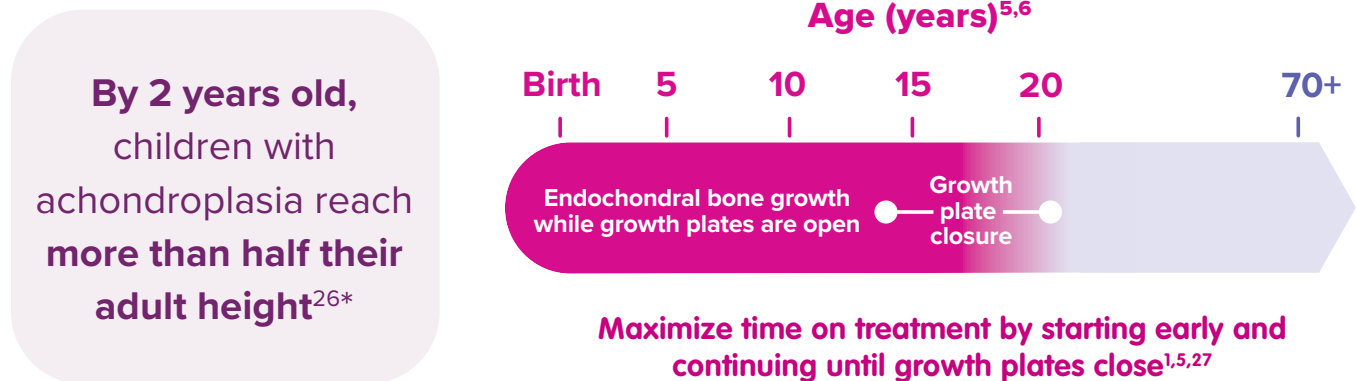 By 2 years old,
children with
achondroplasia reach
more than half their
adult height26*
Age (years)5,6
Birth 5 10 15 20 70+
Endochondral bone growth
while growth plates are open
Growth
plate
closure
Maximize time on treatment by starting early and
continuing until growth plates close1,5,27